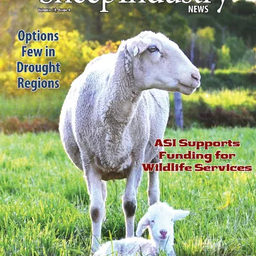 Sheep Industry
NEWS
Options
Few in
Drought
Regions
ASI Supports
Funding for
Wildlife Services